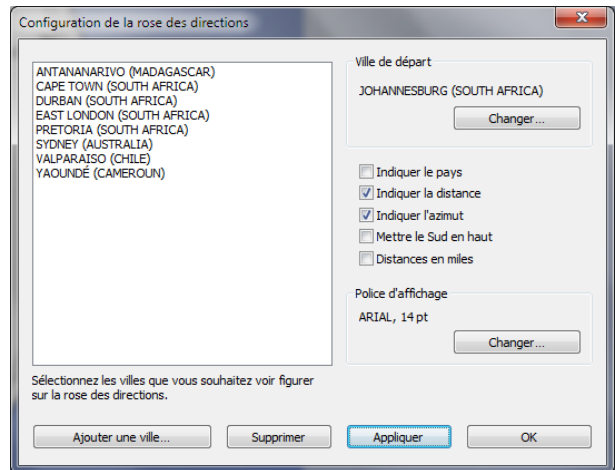 Configuration de la rose des directions
ANTANANARIVO (MADAGASCAR)
CAPE TOWN (SOUTH AFRICA)
DURBAN (SOUTH AFRICA)
EAST LONDON (SOUTH AFRICA)
PRETORIA (SOUTH AFRICA)
SYDNEY (AUSTRALIA)
VALPARAISO (CHILE)
YAOUNDÉ (CAMEROUN)
Sélectionnez les villes que vous souhaitez voir figurer
sur la rose des directions.
Ville de départ
JOHANNESBURG (SOUTH AFRICA)
Changer...
Indiquer le pays
Indiquer la distance
Indiquer l'azimut
Mettre le Sud en haut
Distances en miles
Police d'affichage
ARIAL, 14 pt
Changer...
Ajouter une ville...
Supprimer
Appliquer
OK